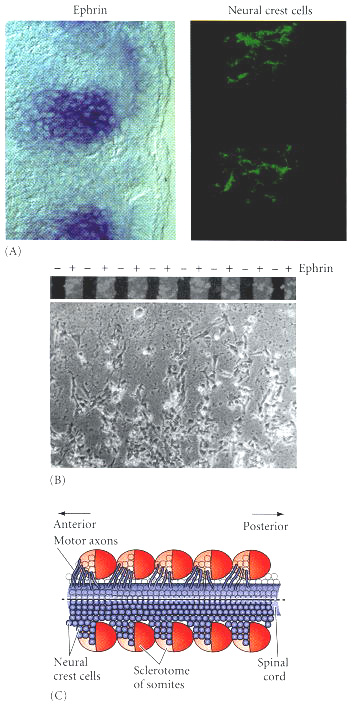 Ephrin
Neural crest cells
(A)
– + – + – + – + – + – + – + Ephrin
(B)
Anterior
Posterior
Motor axons
Neural
crest cells
Sclerotome
of somites
Spinal
cord
(C)